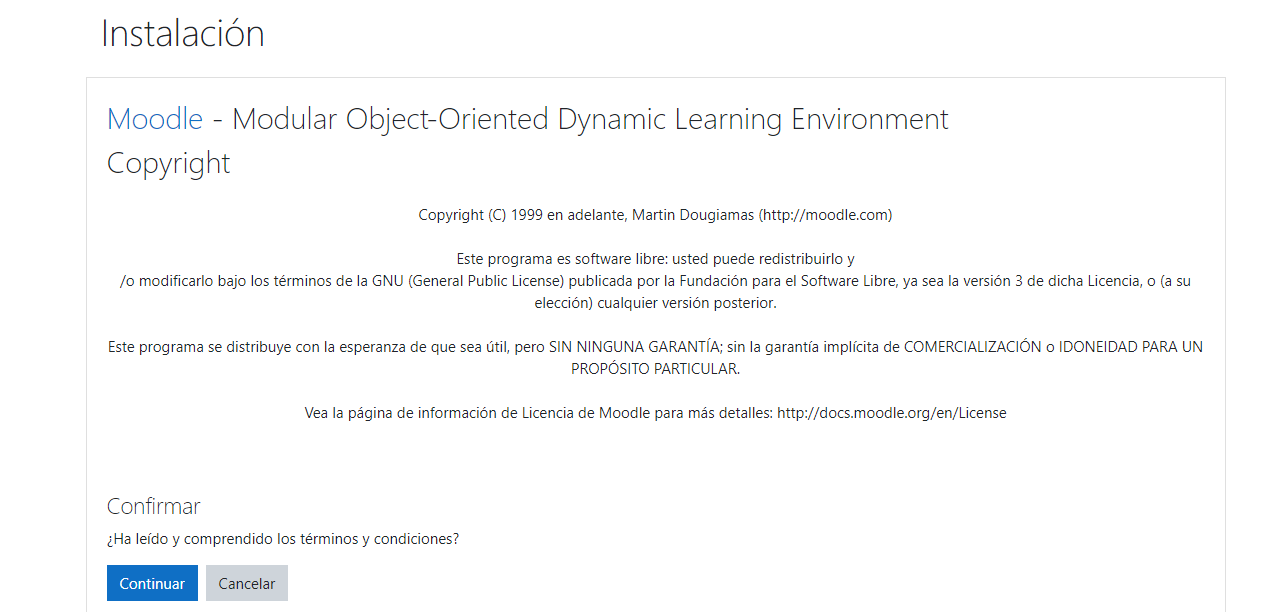 Instalación
Moodle - Modular Object-Oriented Dynamic Learning Environment
Copyright
Copyright (C) 1999 en adelante, Martin Dougiamas (http://moodle.com)
Este programa es software libre: usted puede redistribuirlo y
/o modificarlo bajo los términos de la GNU (General Public License) publicada por la Fundación para el Software Libre, ya sea la versión 3 de dicha Licencia, o (a su
elección) cualquier versión posterior.
Este programa se distribuye con la esperanza de que sea útil, pero SIN NINGUNA GARANTÍA; sin la garantía implícita de COMERCIALIZACIÓN o IDONEIDAD PARA UN
PROPÓSITO PARTICULAR.
Vea la página de información de Licencia de Moodle para más detalles: http://docs.moodle.org/en/License
Confirmar
¿Ha leído y comprendido los términos y condiciones?
Continuar Cancelar